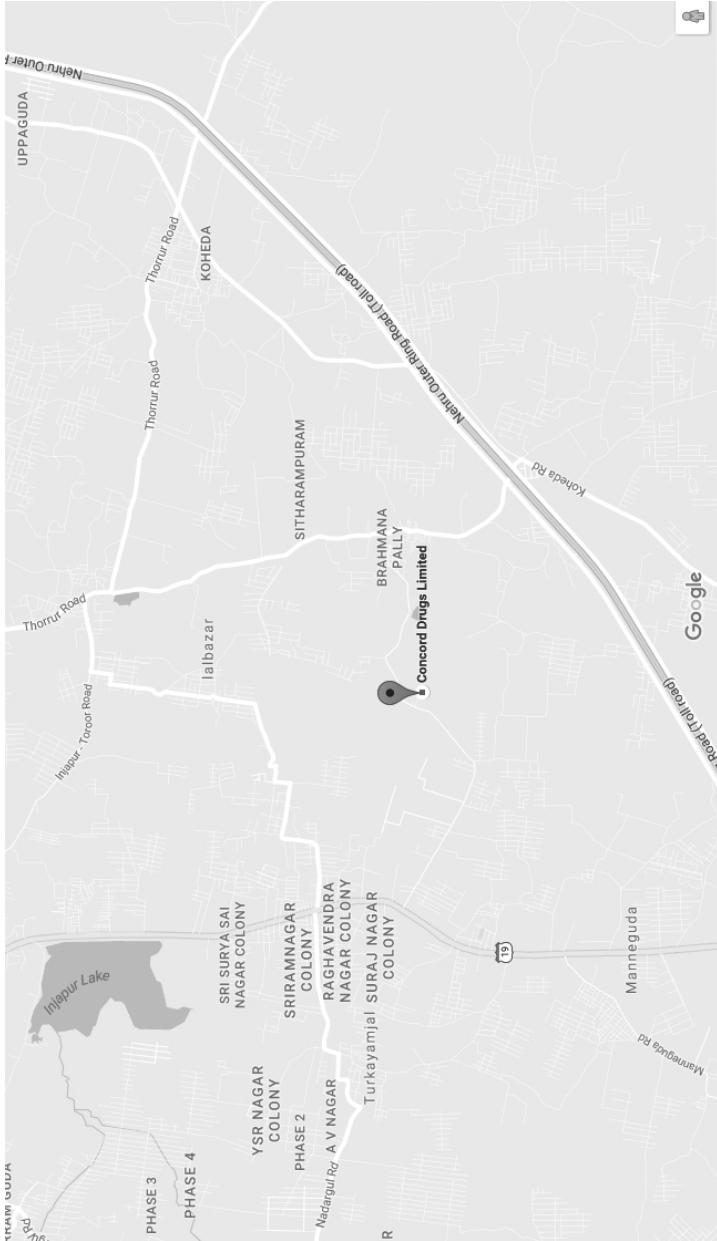 RRAM GUDA
PHASE 3
PHASE 4
Injapur Lake
YSR NAGAR
COLONY
PHASE 2
Nadargul Rd
A V NAGAR
R
SRI SURYA SAI
NAGAR COLONY
SRIRAMNAGAR
COLONY
RAGHAVENDRA
NAGAR COLONY
Turkayamjal
SURAJ NAGAR
COLONY
19
Manneguda
Manneguda Rd
Injapur - Toroor Road
Thorrur Road
lalbazar
Concord Drugs Limited
BRAHMANA
PALLY
SITHARAMPURAM
Thorrur Road
Thorrur Road
KOHEDA
UPPAGUDA
Nehru Outer R
Nehru Outer Ring Road (Toll road)
Koheda Rd
Road (Toll road)
Google